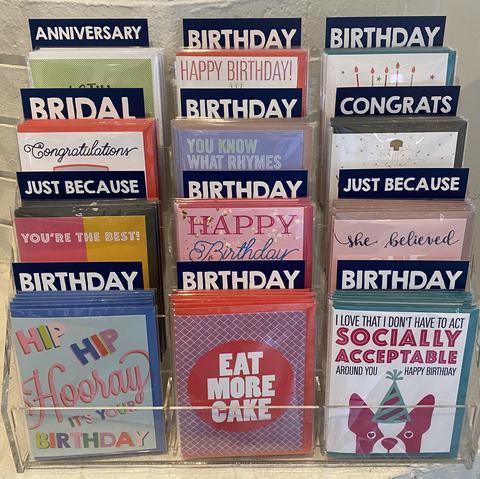 ANNIVERSARY
BIRTHDAY
BIRTHDAY
HAPPY BIRTHDAY!
BRIDAL
BIRTHDAY
CONGRATS
Congratulations
YOU KNOW
WHAT RHYMES
JUST BECAUSE
BIRTHDAY
JUST BECAUSE
YOU'RE THE BEST!
HAPPY
Birthday
she believed
BIRTHDAY
BIRTHDAY
BIRTHDAY
HIP
HIP
Hooray
IT'S YOUR
BIRTHDAY
EAT
MORE
CAKE
I LOVE THAT I DON'T HAVE TO ACT
SOCIALLY
ACCEPTABLE
AROUND YOU HAPPY BIRTHDAY